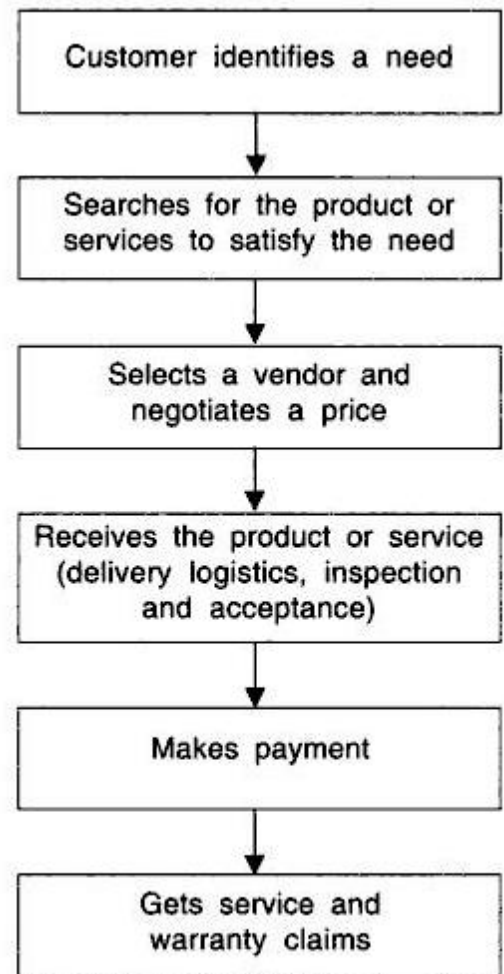 Customer identifies a need
Searches for the product or
services to satisfy the need
Selects a vendor and
negotiates a price
Receives the product or service
(delivery logistics, inspection
and acceptance)
Makes payment
Gets service and
warranty claims